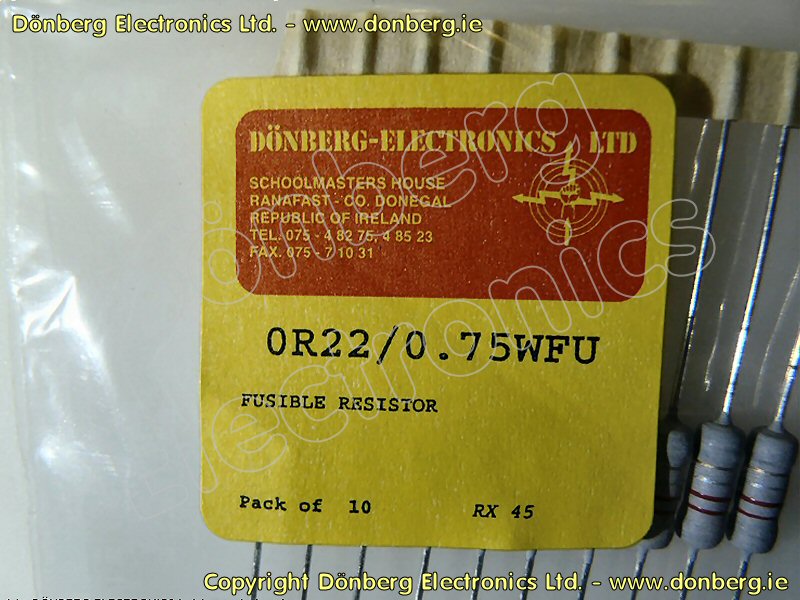 Dönberg Electronics Ltd. - www.donberg.ie
DÖNBERG-ELECTRONICS LTD
SCHOOLMASTERS HOUSE
RANAFAST - CO. DONEGAL
REPUBLIC OF IRELAND
TEL. 075 - 4 82 75, 4 85 23
FAX. 075 - 7 10 31
Dönberg
Electronics
0R22/0.75WFU
FUSIBLE RESISTOR
Pack of 10 RX 45
Copyright Dönberg Electronics Ltd. - www.donberg.ie